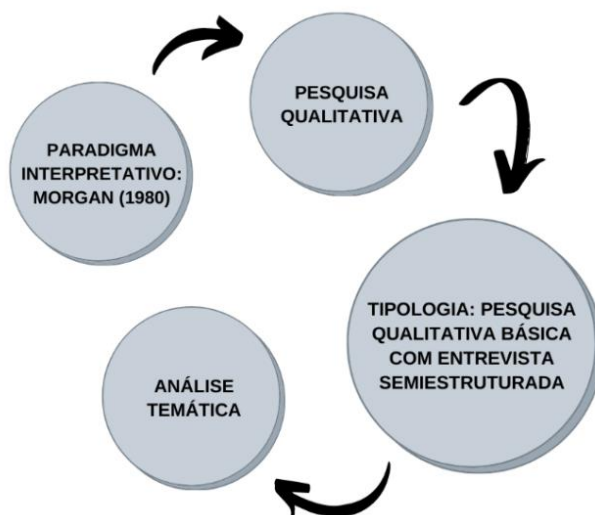 PARADIGMA
INTERPRETATIVO:
MORGAN (1980)
PESQUISA
QUALITATIVA
TIPOLOGIA: PESQUISA
QUALITATIVA BÁSICA
COM ENTREVISTA
SEMIESTRUTURADA
ANÁLISE
TEMÁTICA